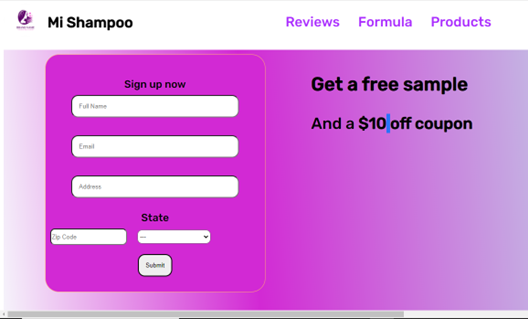 Mi Shampoo
Reviews Formula Products
Sign up now
Full Name
Email
Address
State
Zip Code
---
Submit
Get a free sample
And a $10 off coupon